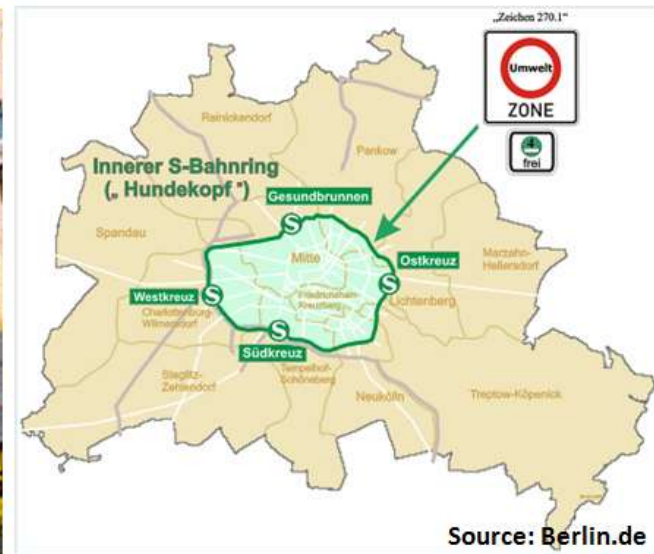 „Zeichen 270.1"
Umwelt
ZONE
frei
Reinickendorf
Pankow
Innerer S-Bahnring
(„ Hundekopf ")
Gesundbrunnen
S
Spandau
Mitte
Ostkreuz
Marzahn-
Hellersdorf
S
Westkreuz
S
Friedrichshain-
Kreuzberg
Lichtenberg
Charlottenburg-
Wilmersdorf
S
Südkreuz
Tempelhof-
Schöneberg
Steglitz-
Zehlendorf
Neukölln
Treptow-Köpenick
Source: Berlin.de